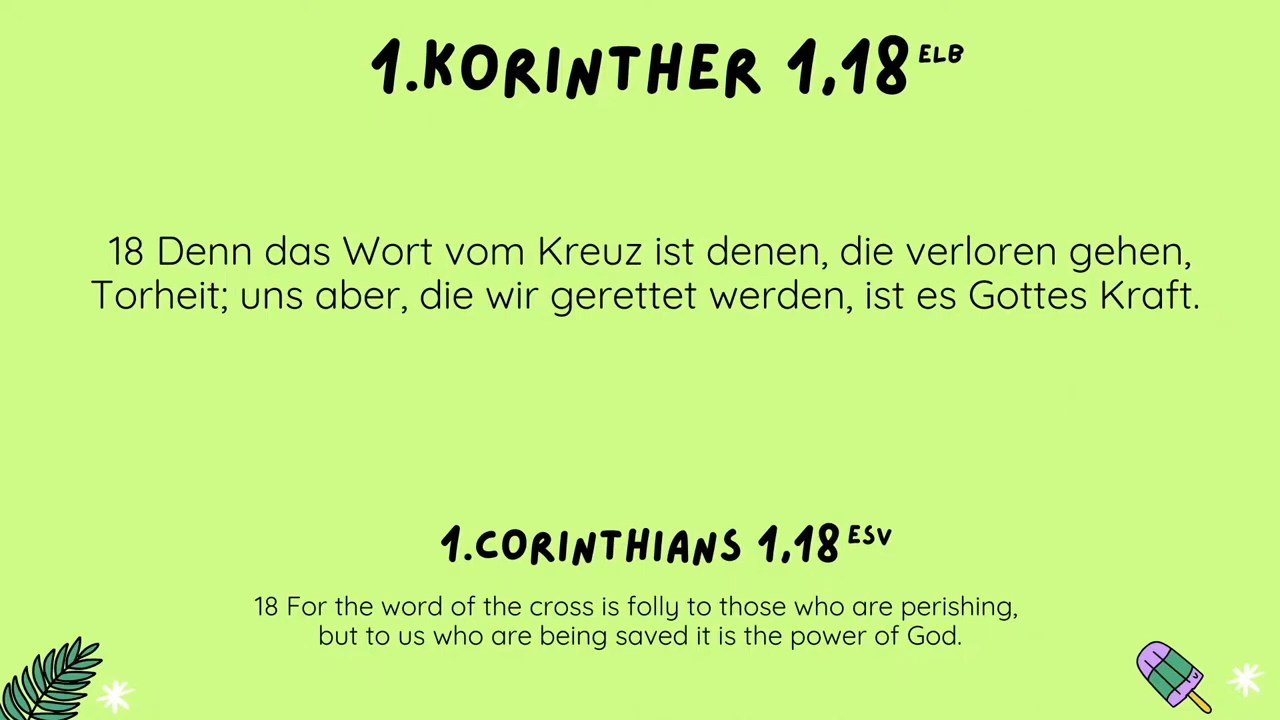 1.KORINTHER 1,18 ELB
18 Denn das Wort vom Kreuz ist denen, die verloren gehen,
Torheit; uns aber, die wir gerettet werden, ist es Gottes Kraft.
1.CORINTHIANS 1,18 ESV
18 For the word of the cross is folly to those who are perishing,
but to us who are being saved it is the power of God.